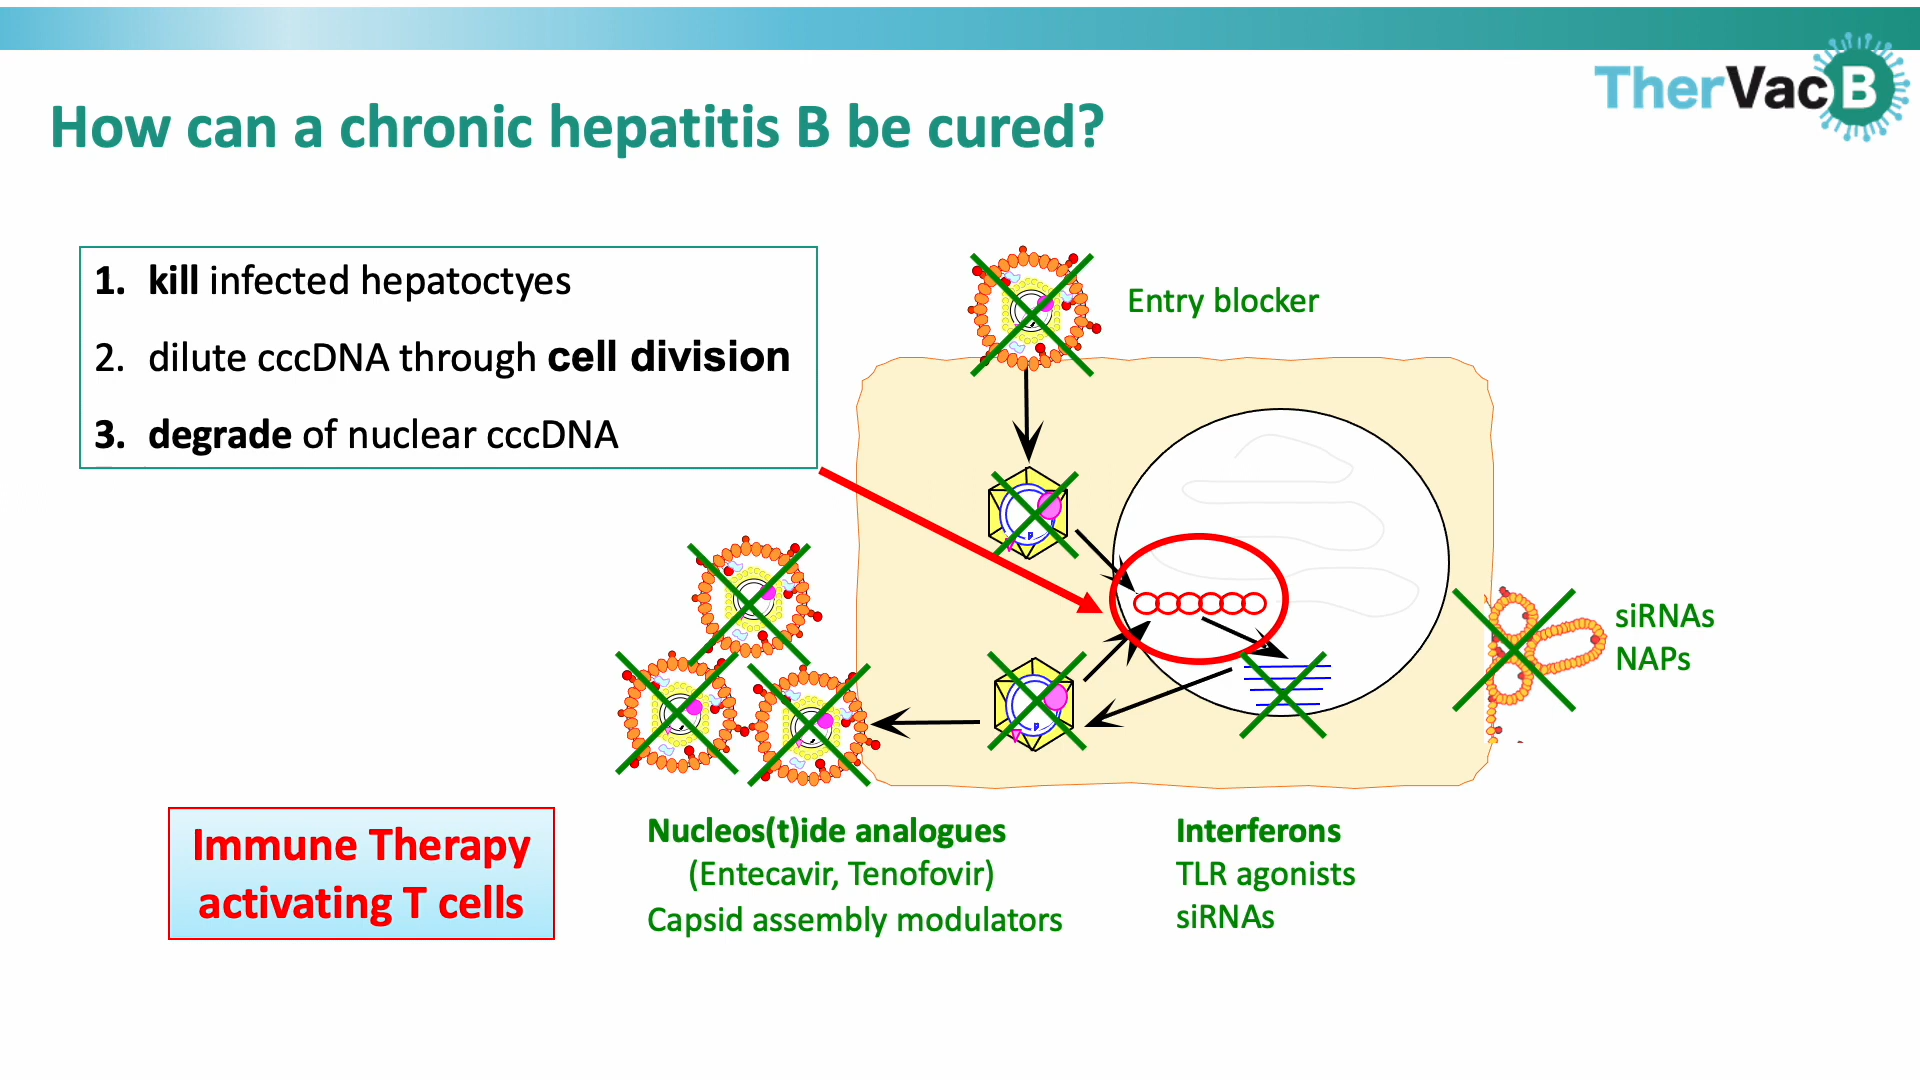 TherVacB
How can a chronic hepatitis B be cured?
1. kill infected hepatoctyes
2. dilute cccDNA through cell division
3. degrade of nuclear cccDNA
Entry blocker
siRNAs
NAPs
Immune Therapy
activating T cells
Nucleos(t)ide analogues
(Entecavir, Tenofovir)
Capsid assembly modulators
Interferons
TLR agonists
siRNAs